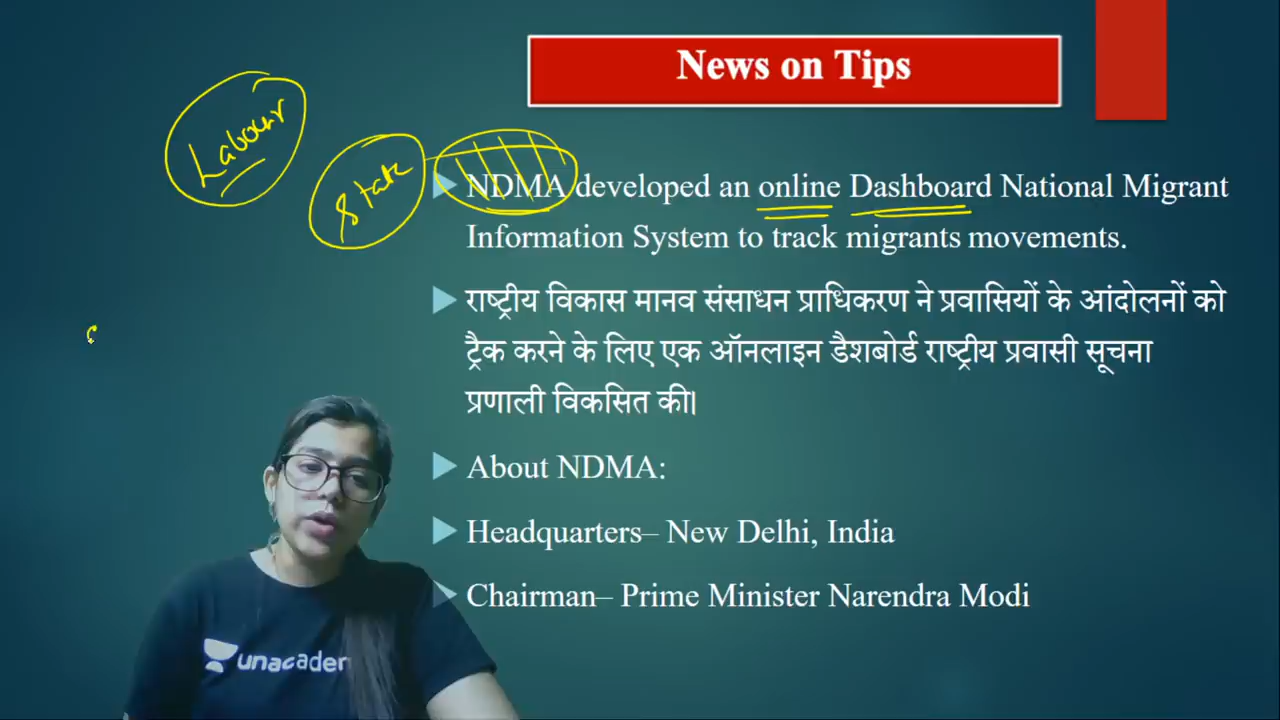 News on Tips
Labour
State
NDMA developed an online Dashboard National Migrant
Information System to track migrants movements.
राष्ट्रीय विकास मानव संसाधन प्राधिकरण ने प्रवासियों के आंदोलनों को
ट्रैक करने के लिए एक ऑनलाइन डैशबोर्ड राष्ट्रीय प्रवासी सूचना
प्रणाली विकसित की।
About NDMA:
Headquarters– New Delhi, India
Chairman– Prime Minister Narendra Modi
unacadem